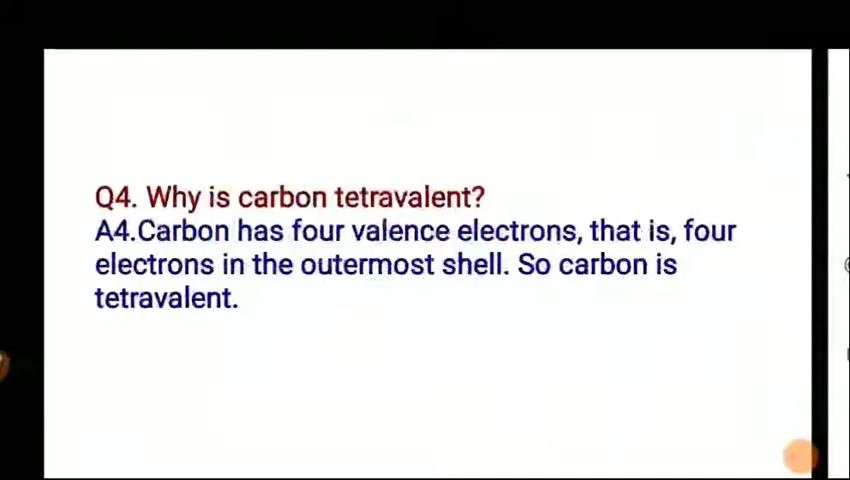 Q4. Why is carbon tetravalent?
A4.Carbon has four valence electrons, that is, four
electrons in the outermost shell. So carbon is
tetravalent.